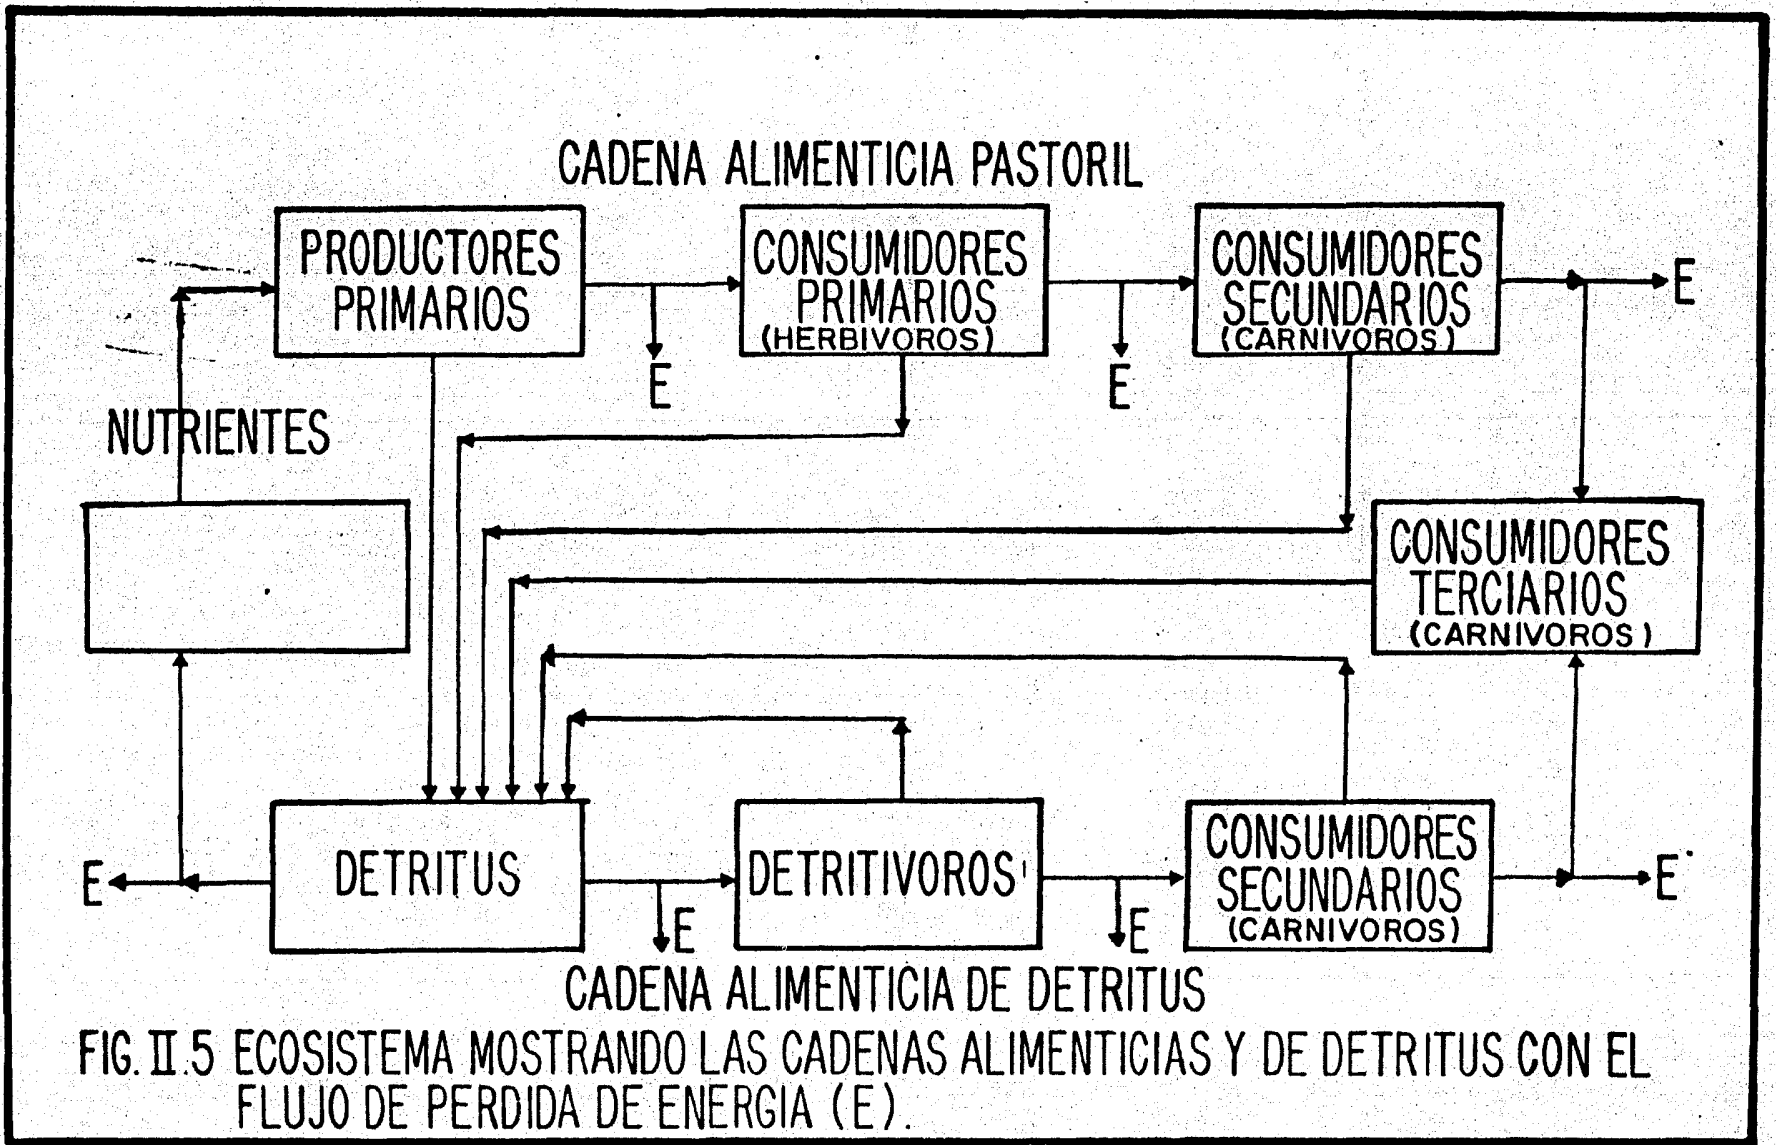 CADENA ALIMENTICIA PASTORIL
PRODUCTORES
PRIMARIOS
CONSUMIDORES
PRIMARIOS
(HERBIVOROS)
CONSUMIDORES
SECUNDARIOS
(CARNIVOROS)
E
E
E
NUTRIENTES
CONSUMIDORES
TERCIARIOS
(CARNIVOROS)
E
DETRITUS
E
DETRITIVOROS
E
CONSUMIDORES
SECUNDARIOS
(CARNIVOROS)
E
CADENA ALIMENTICIA DE DETRITUS
FIG. II.5 ECOSISTEMA MOSTRANDO LAS CADENAS ALIMENTICIAS Y DE DETRITUS CON EL
FLUJO DE PERDIDA DE ENERGIA (E).